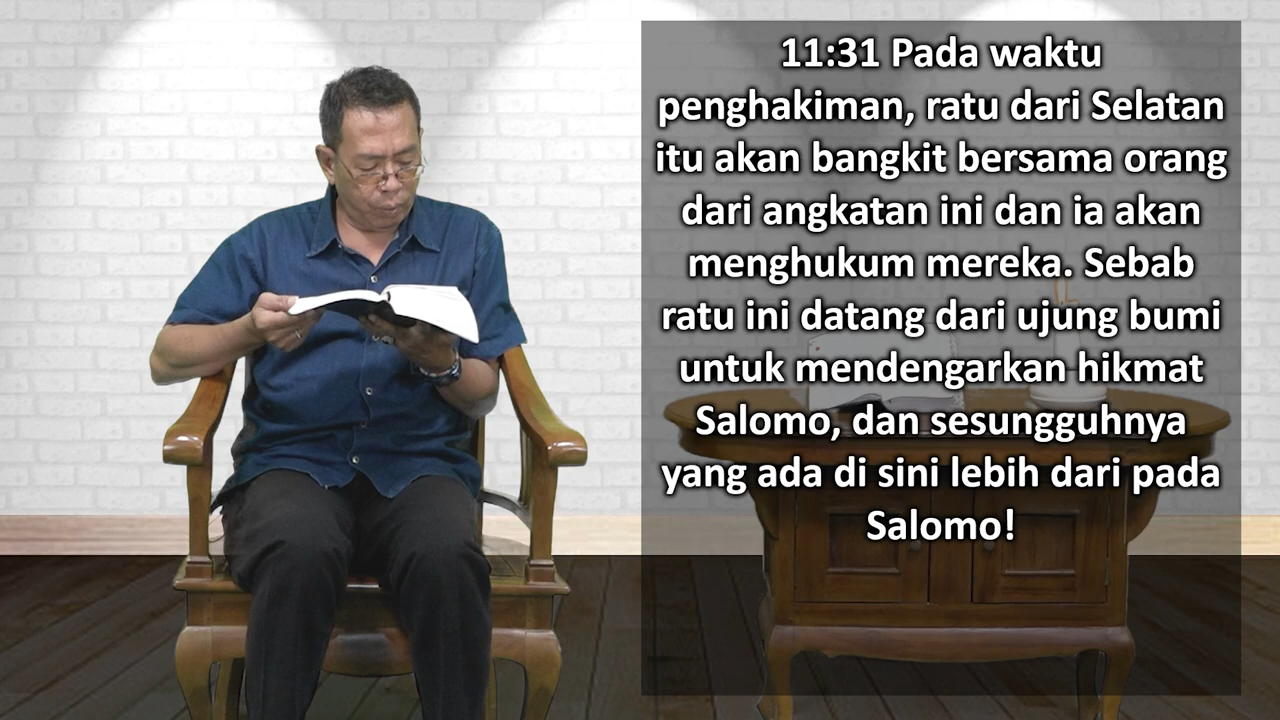 11:31 Pada waktu
penghakiman, ratu dari Selatan
itu akan bangkit bersama orang
dari angkatan ini dan ia akan
menghukum mereka. Sebab
ratu ini datang dari ujung bumi
untuk mendengarkan hikmat
Salomo, dan sesungguhnya
yang ada di sini lebih dari pada
Salomo!